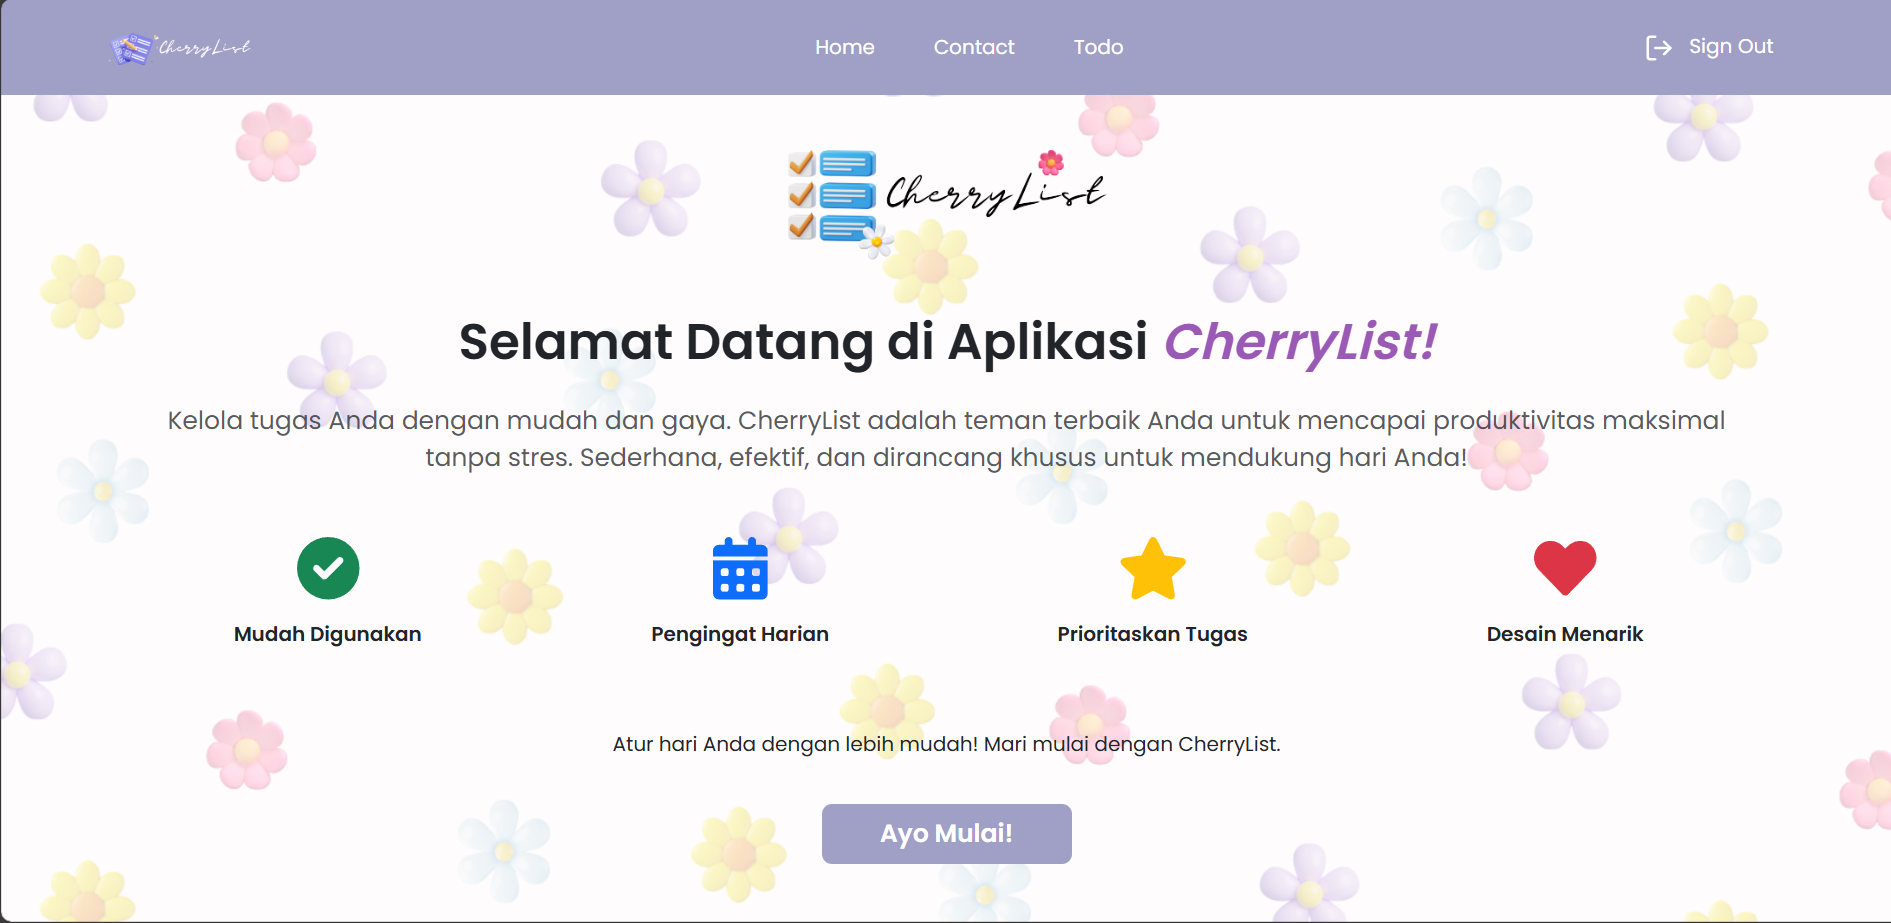 CherryList
Home
Contact
Todo
Sign Out
CherryList
Selamat Datang di Aplikasi CherryList!
Kelola tugas Anda dengan mudah dan gaya. CherryList adalah teman terbaik Anda untuk mencapai produktivitas maksimal
tanpa stres. Sederhana, efektif, dan dirancang khusus untuk mendukung hari Anda!
Mudah Digunakan
Pengingat Harian
Prioritaskan Tugas
Desain Menarik
Atur hari Anda dengan lebih mudah! Mari mulai dengan CherryList.
Ayo Mulai!